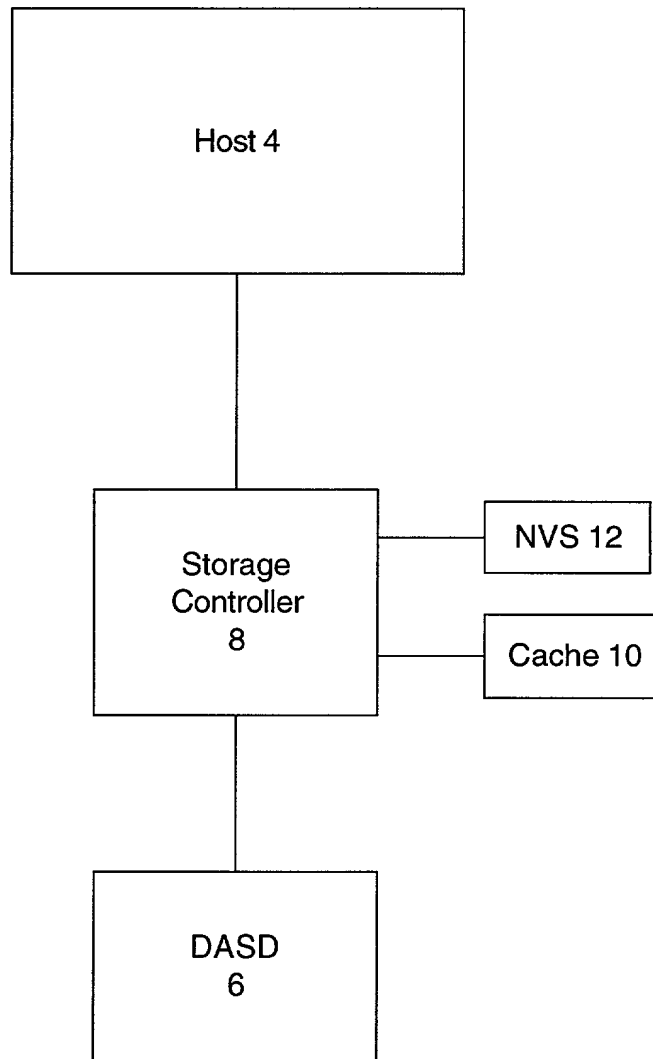 Host 4
Storage
Controller
8
NVS 12
Cache 10
DASD
6